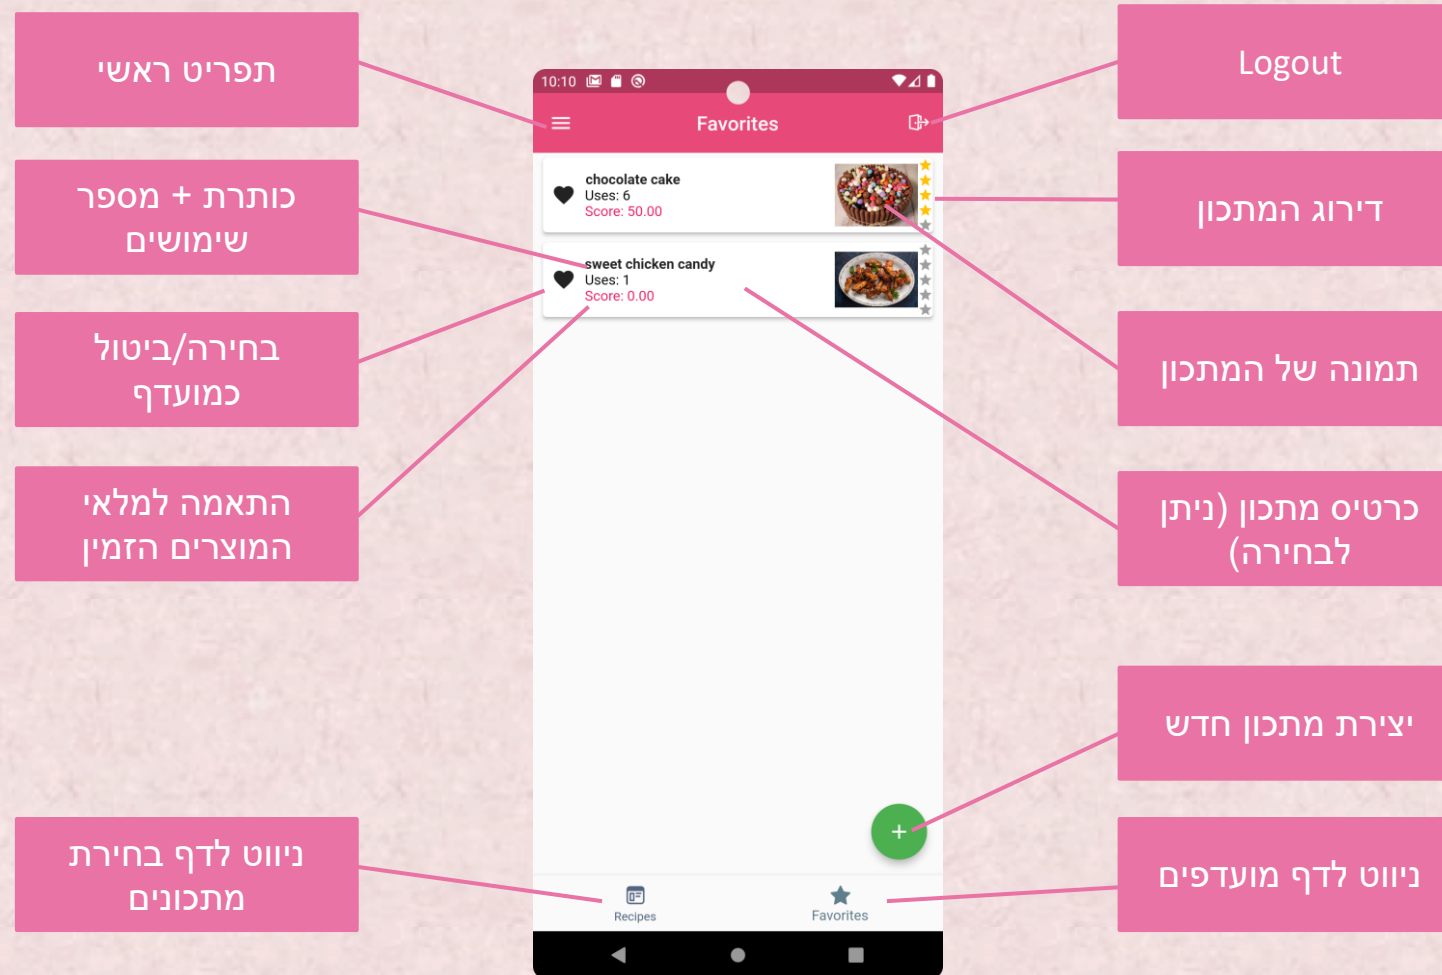 תפריט ראשי
כותרת + מספר
שימושים
בחירה/ביטול
כמועדף
התאמה למלאי
המוצרים הזמין
ניווט לדף בחירת
מתכונים
10:10
Favorites
chocolate cake
Uses: 6
Score: 50.00
sweet chicken candy
Uses: 1
Score: 0.00
+
Recipes
Favorites
Logout
דירוג המתכון
תמונה של המתכון
כרטיס מתכון (ניתן
לבחירה)
יצירת מתכון חדש
ניווט לדף מועדפים